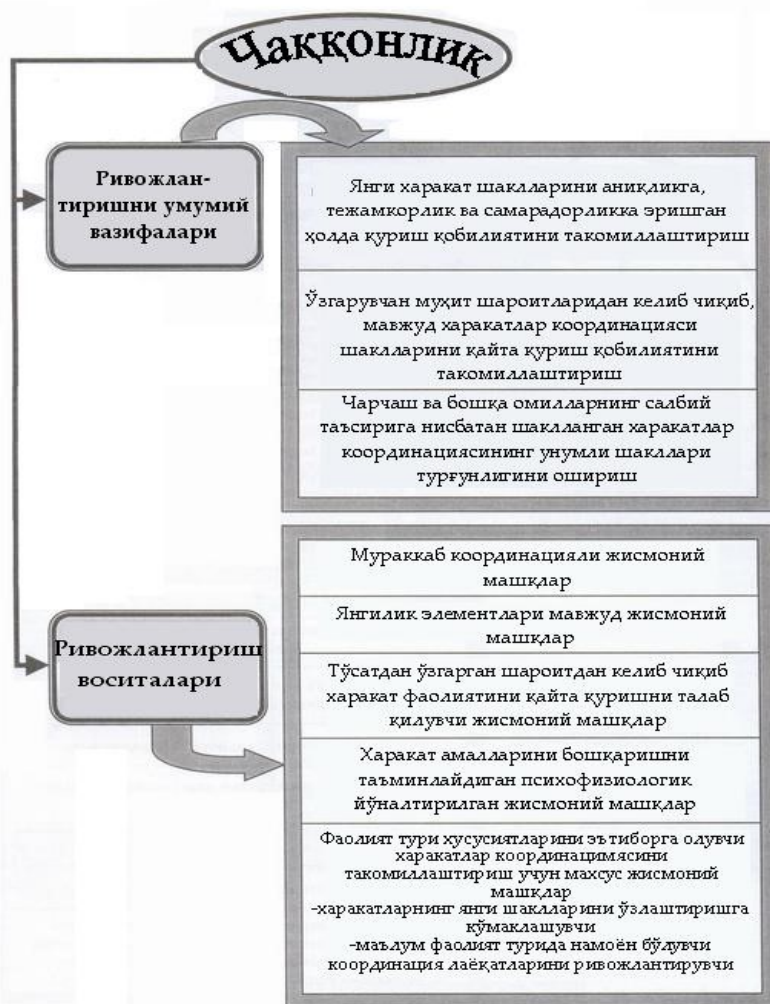 Чаққонлик
Ривожлан-
тиришни умумий
вазифалари
Янги харакат шаклларини аниқликга,
тежамкорлик ва самарадорликка эришган
ҳолда қуриш қобилиятини такомиллаштириш
Ўзгарувчан муҳит шароитларидан келиб чиқиб,
мавжуд харакатлар координацияси
шаклларини қайта қуриш қобилиятини
такомиллаштириш
Чарчаш ва бошқа омилларнинг салбий
таъсирига нисбатан шаклланган харакатлар
координациясининг унумли шакллари
турғунлигини ошириш
Ривожлантириш
воситалари
Мураккаб координацияли жисмоний
машқлар
Янгилик элементлари мавжуд жисмоний
машқлар
Тўсатдан ўзгарган шароитдан келиб чиқиб
харакат фаолиятини қайта қуришни талаб
қилувчи жисмоний машқлар
Харакат амалларини бошқаришни
таъминлайдиган психофизиологик
йўналтирилган жисмоний машқлар
Фаолият тури хусусиятларини эътиборга олувчи
харакатлар координацимясини
такомиллаштириш учун махсус жисмоний
машқлар
-харакатларнинг янги шаклларини ўзлаштиришга
кўмаклашувчи
-маълум фаолият турида намоён бўлувчи
координация лаёқатларини ривожлантирувчи